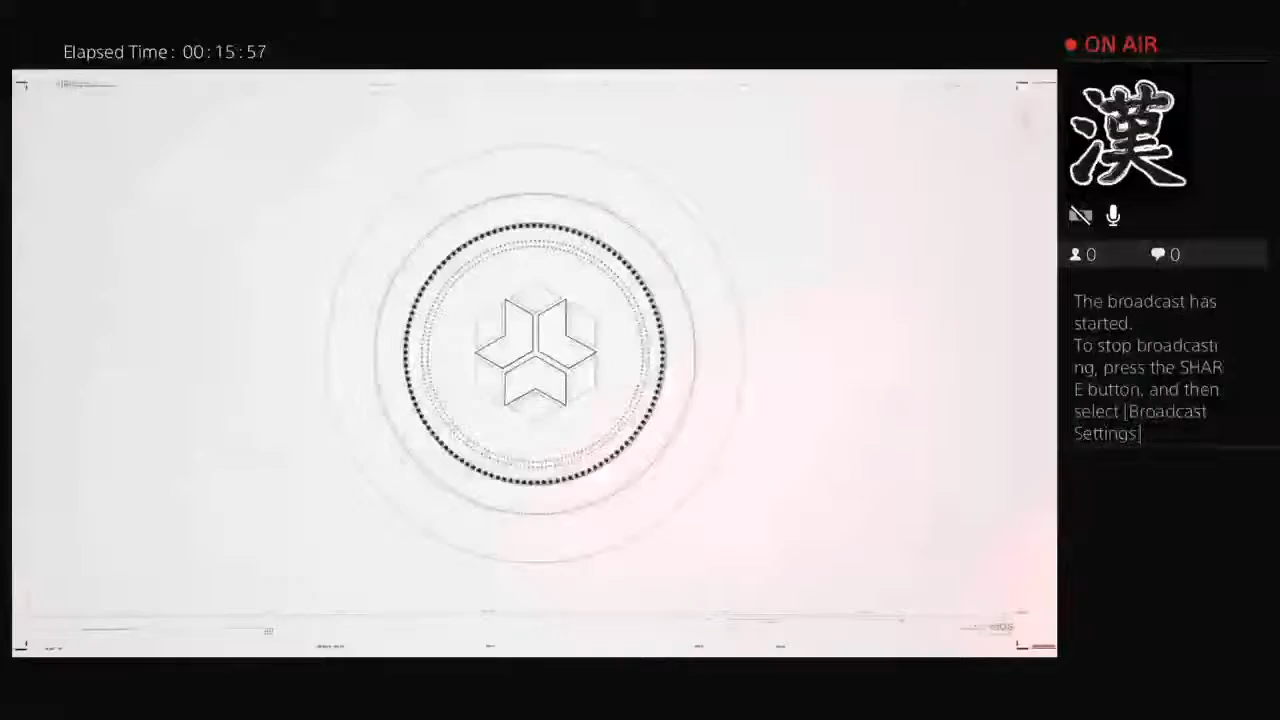 Elapsed Time: 00:15:57
ON AIR
漢
0 0
The broadcast has
started.
To stop broadcasti
ng, press the SHAR
E button, and then
select [Broadcast
Settings]